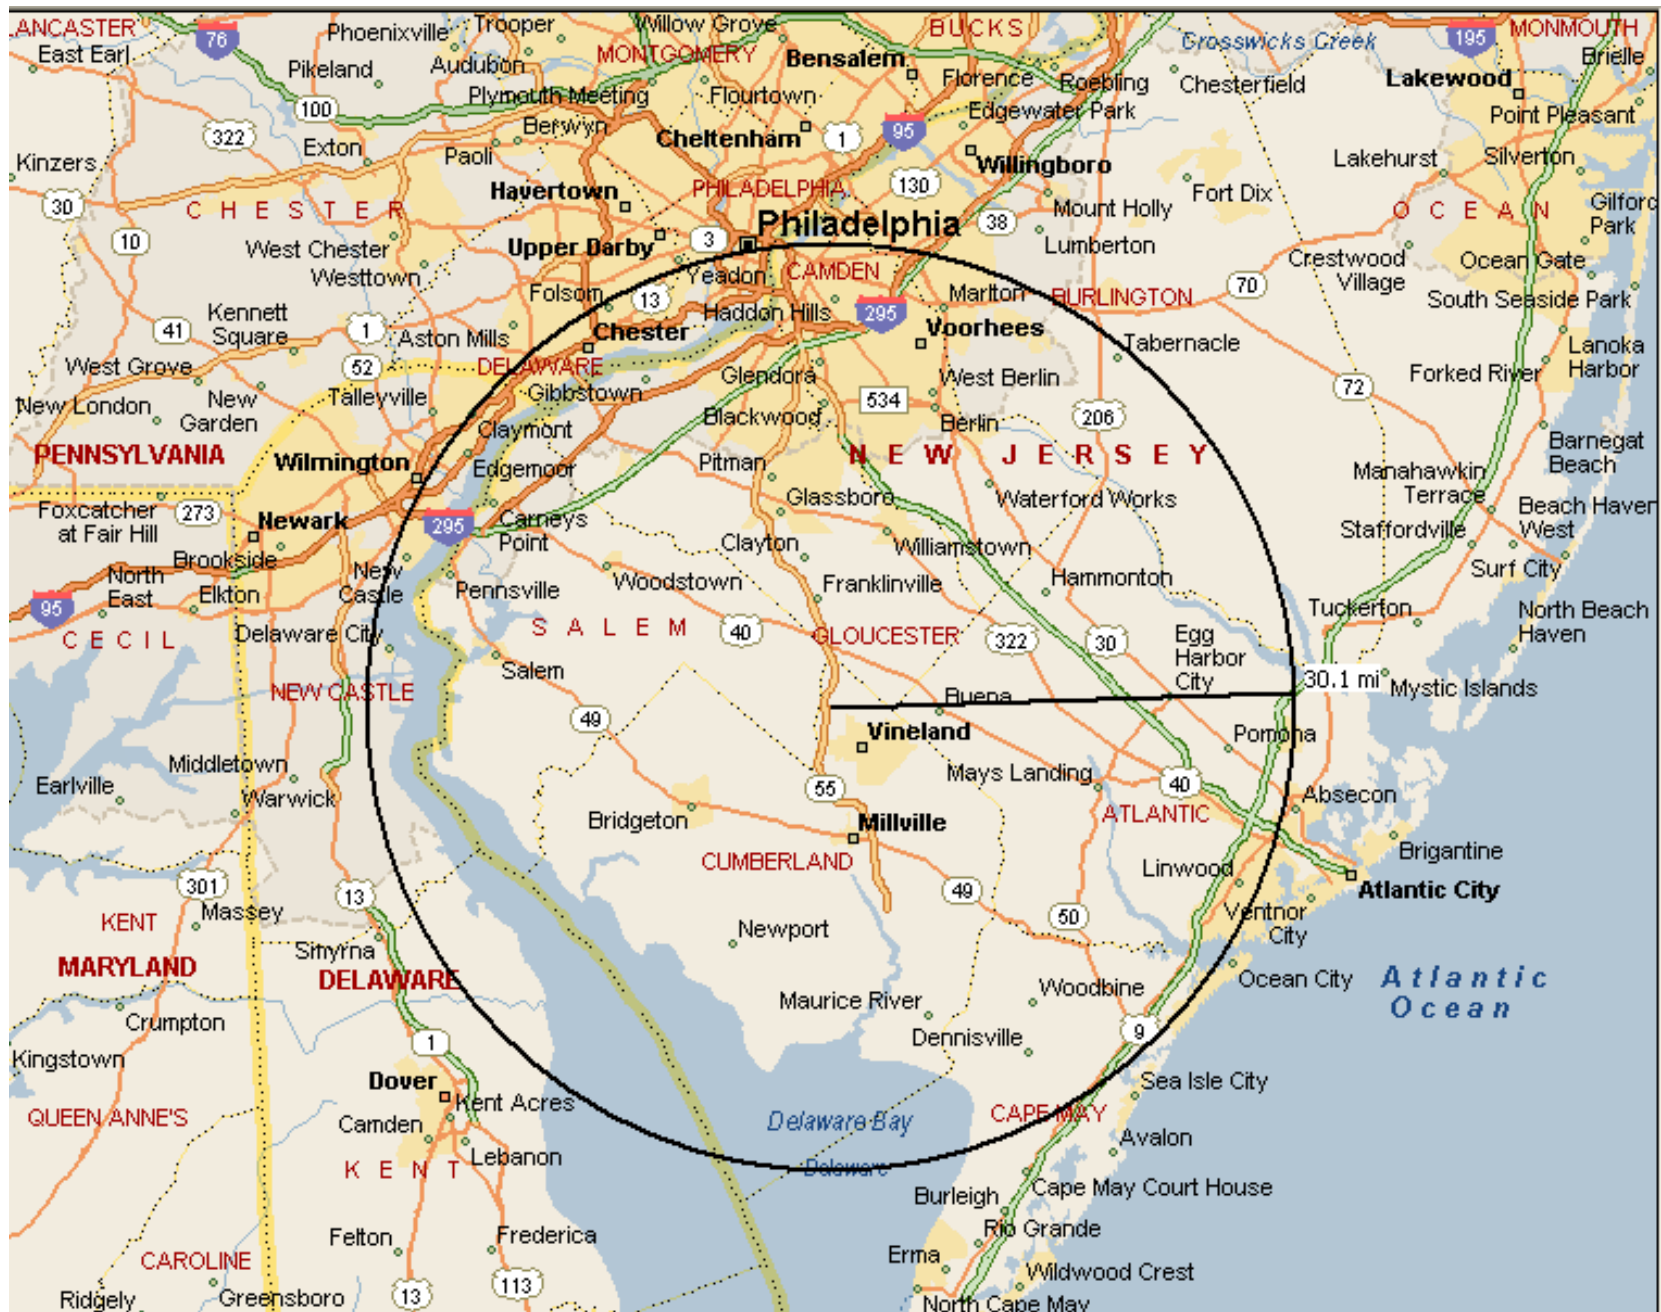 LANCASTER
76
Phoenixville
Trooper
Willow Grove
BUCKS
Crosswicks Creek
195
MONMOUTH
East Earl
Pikeland
Audubon
MONTGOMERY
Bensalem
Florence
Roebling
Chesterfield
Lakewood
Brielle
100
Plymouth Meeting
Flourtown
Edgewater Park
Point Pleasant
322
Exton
Berwyn
Cheltenham
1
95
Kinzers
Paoli
Willingboro
Lakehurst
Silverton
30
CHESTER
Havertown
PHILADELPHIA
130
Mount Holly
Fort Dix
OCEAN
Gilford
Park
10
West Chester
Upper Darby
3
Philadelphia
38
Lumberton
Crestwood
Village
Ocean Gate
Westtown
Yeadon
CAMDEN
Folsom
13
Marlton
BURLINGTON
70
South Seaside Park
41
Kennett
Square
1
Aston Mills
Chester
Haddon Hills
295
Voorhees
Tabernacle
Lanoka
Harbor
West Grove
52
DELAWARE
Glendora
West Berlin
Forked River
72
New London
New
Garden
Talleyville
Gibbstown
Blackwood
534
Berlin
206
PENNSYLVANIA
Claymont
NEW JERSEY
Barnegat
Beach
Wilmington
Edgemoor
Pitman
Glassboro
Waterford Works
Manahawkin
Terrace
Beach Haven
West
Foxcatcher
at Fair Hill
273
Newark
295
Carneys
Point
Clayton
Williamstown
Staffordville
Brookside
North
East
Elkton
New
Castle
Pennsville
Woodstown
Franklinville
Hammonton
Surf City
95
CECIL
Delaware City
SALEM
40
GLOUCESTER
322
30
Egg
Harbor
City
Tuckerton
North Beach
Haven
Salem
NEW CASTLE
Buena
30.1 mi
Mystic Islands
49
Vineland
Pomona
Middletown
Earlville
Warwick
Mays Landing
40
55
Absecon
Bridgeton
Millville
ATLANTIC
CUMBERLAND
Linwood
Brigantine
301
13
49
Atlantic City
KENT
Massey
50
Ventnor
City
Newport
Smyrna
MARYLAND
DELAWARE
Ocean City
Atlantic
Ocean
Crumpton
Maurice River
Woodbine
Kingstown
1
Dennisville
9
Dover
Kent Acres
Sea Isle City
QUEEN ANNE'S
Camden
Delaware Bay
CAPE MAY
Avalon
KENT
Lebanon
Delaware
Burleigh
Cape May Court House
Felton
Frederica
Rio Grande
CAROLINE
Erma
Wildwood Crest
Ridgely
Greensboro
13
113
North Cape May